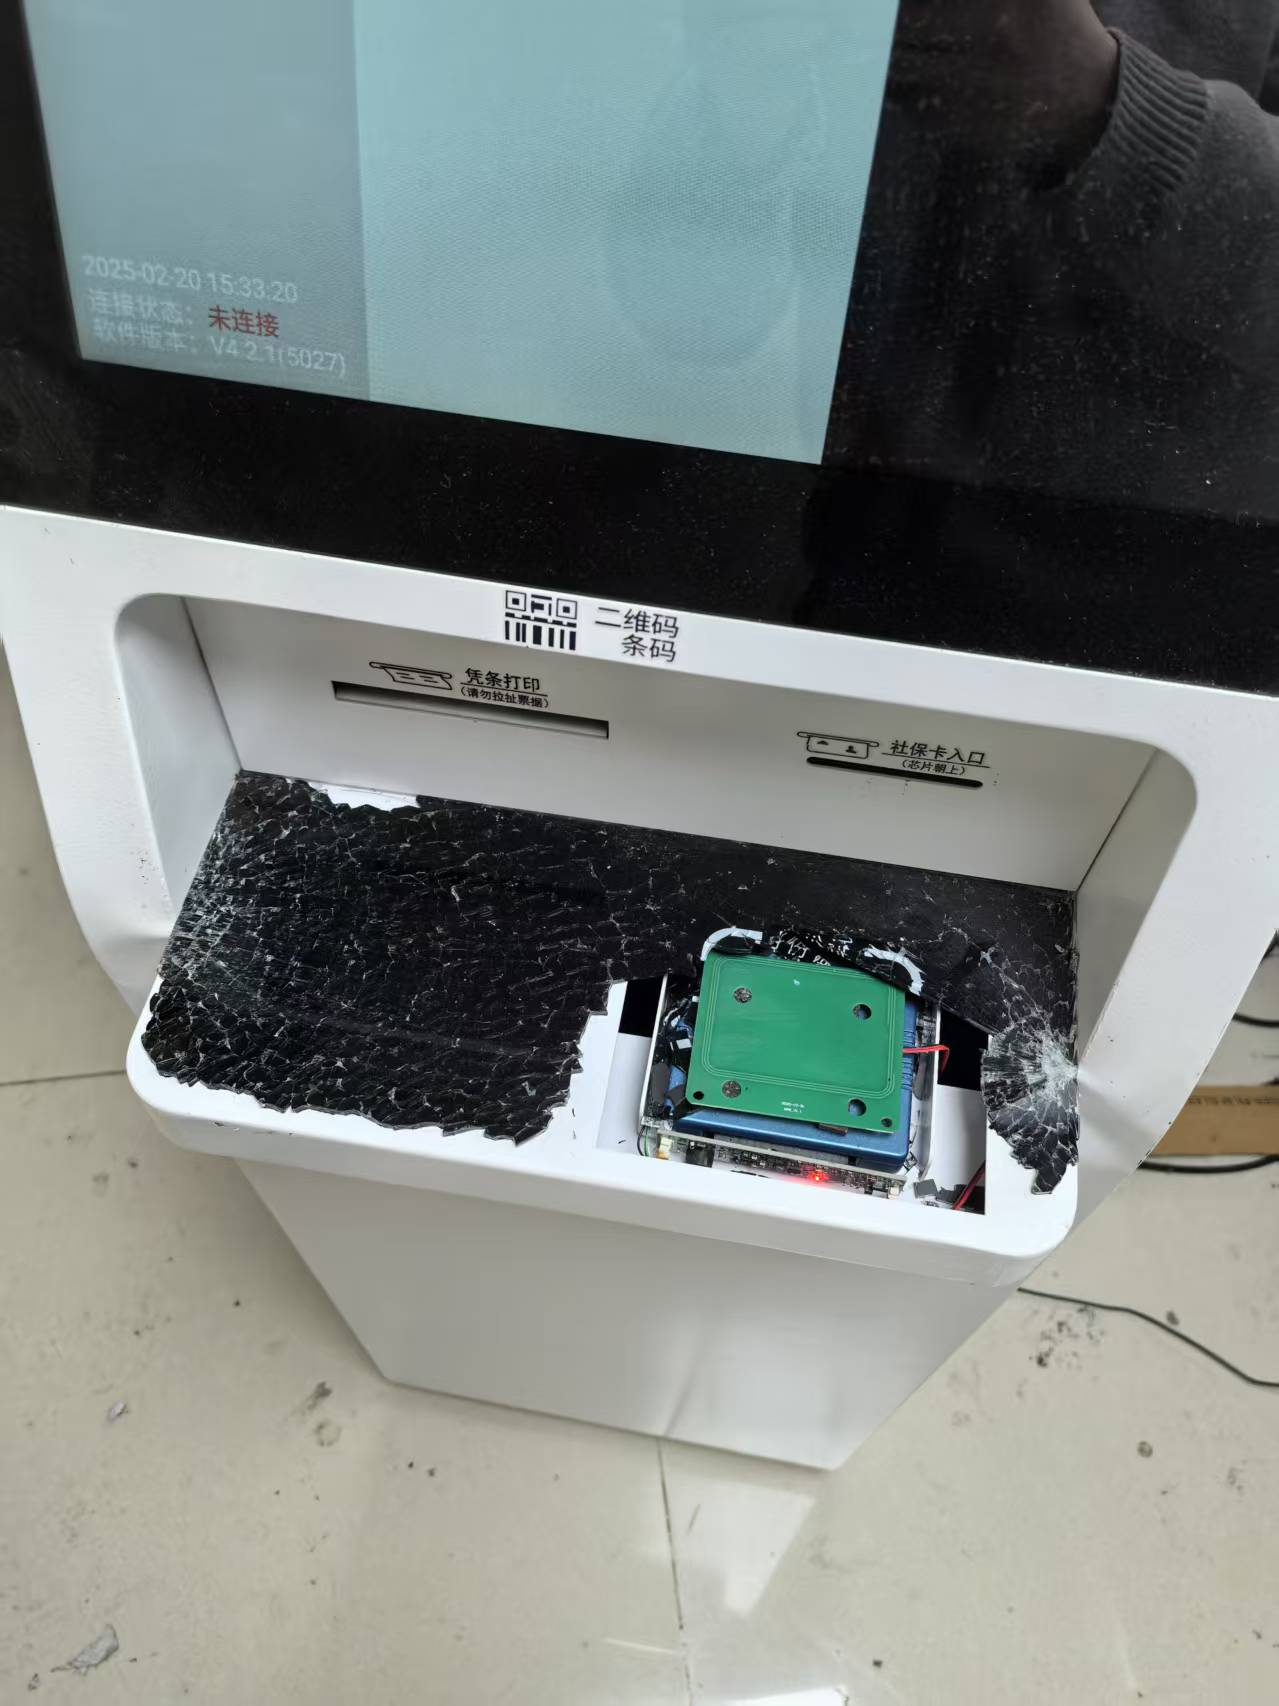 2025-02-20 15:33:20
连接状态：未连接
软件版本：V4.2.1(5027)
二维码
条码
凭条打印
（请勿拉扯票据）
社保卡入口
（芯片朝上）